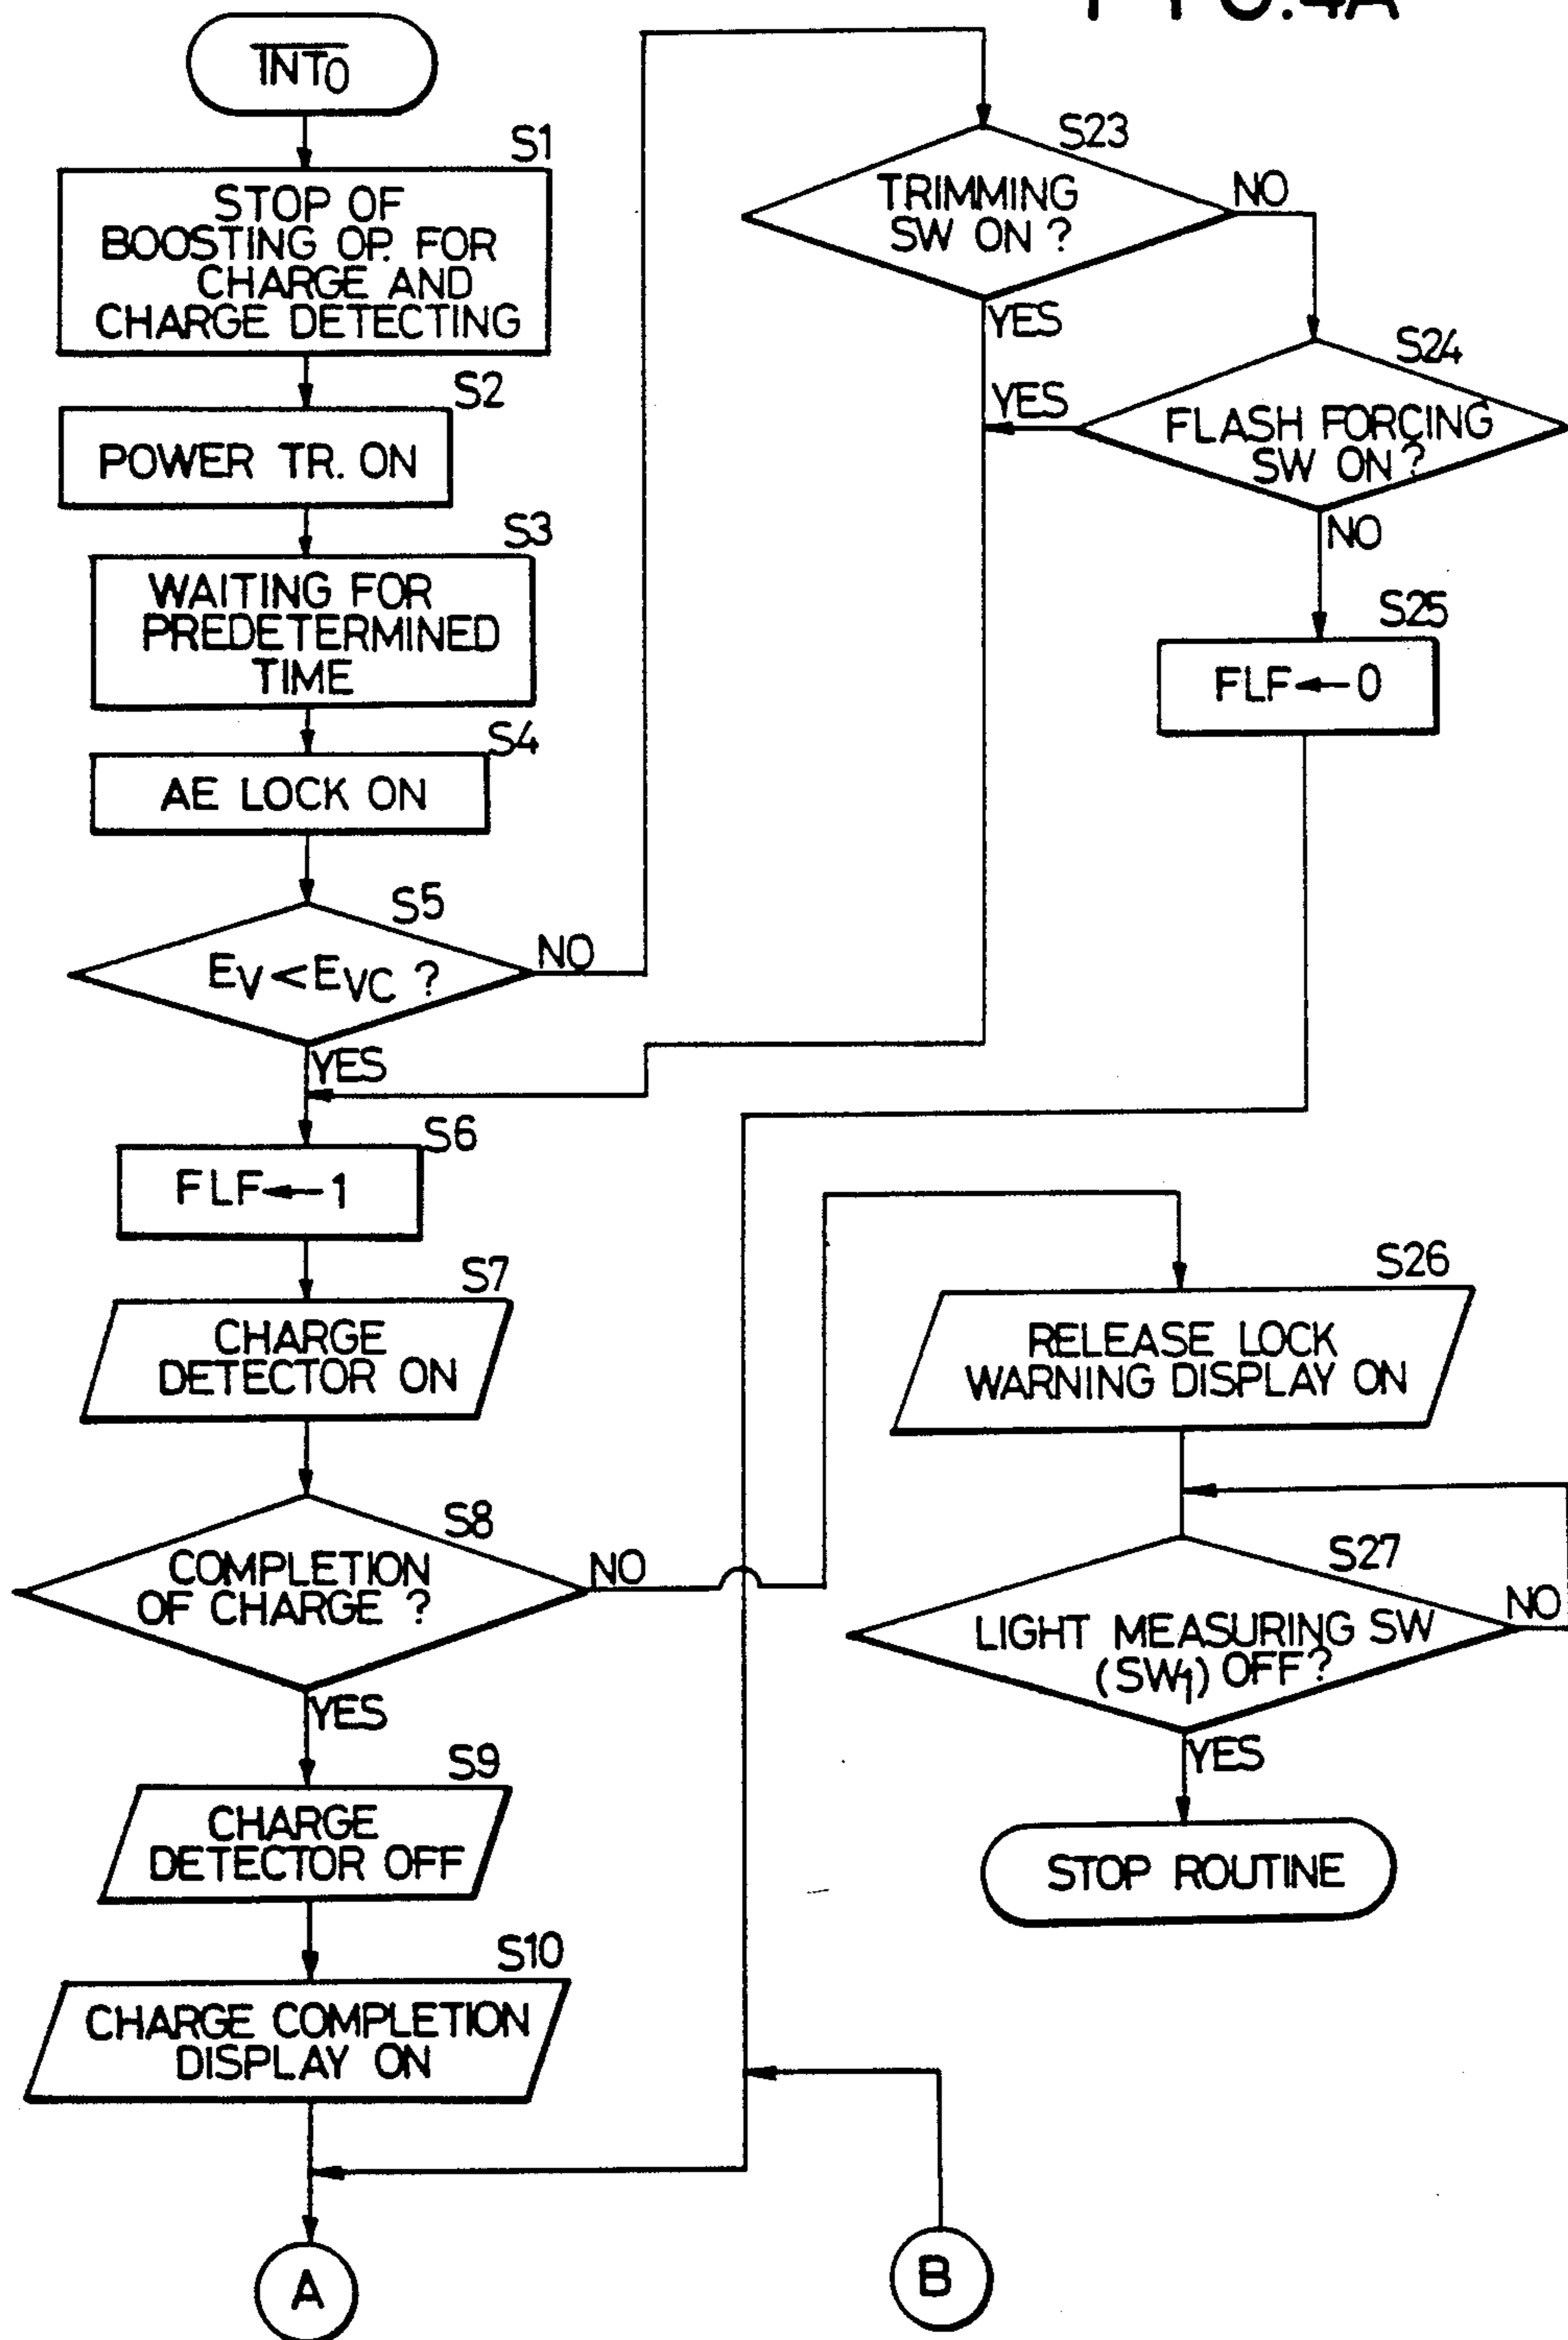 FIG.4A
INT0
S1
STOP OF
BOOSTING OP. FOR
CHARGE AND
CHARGE DETECTING
S2
POWER TR. ON
S3
WAITING FOR
PREDETERMINED
TIME
S4
AE LOCK ON
S5
EV<EVC ?
NO
YES
S23
TRIMMING
SW ON ?
NO
YES
S24
FLASH FORCING
SW ON ?
YES
NO
S25
FLF←0
S6
FLF←1
S7
CHARGE
DETECTOR ON
S8
COMPLETION
OF CHARGE ?
NO
YES
S9
CHARGE
DETECTOR OFF
S10
CHARGE COMPLETION
DISPLAY ON
A
S26
RELEASE LOCK
WARNING DISPLAY ON
S27
LIGHT MEASURING SW
(SW1) OFF?
NO
YES
STOP ROUTINE
B